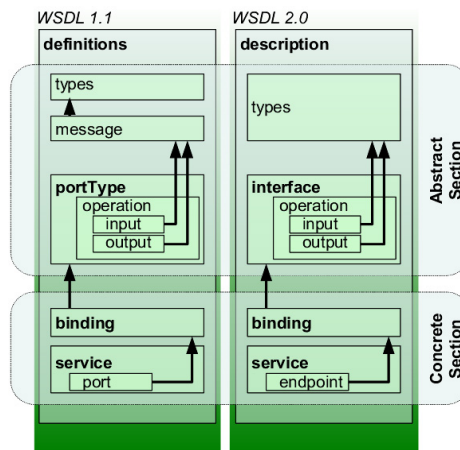 WSDL 1.1
definitions
types
message
portType
operation
input
output
binding
service
port
WSDL 2.0
description
types
interface
operation
input
output
binding
service
endpoint
Abstract
Section
Concrete
Section